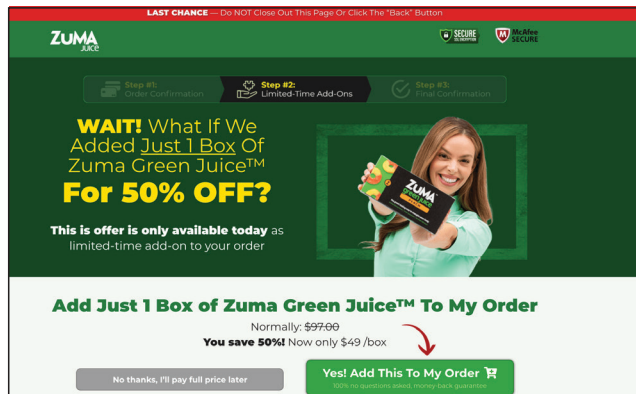 LAST CHANCE — Do NOT Close Out This Page Or Click The "Back" Button
ZUMA
JUICE
SECURE
SSL ENCRYPTION
McAfee
SECURE
Step #1:
Order Confirmation
Step #2:
Limited-Time Add-Ons
Step #3:
Final Confirmation
WAIT! What If We
Added Just 1 Box Of
Zuma Green Juice™
For 50% OFF?
This is offer is only available today as
limited-time add-on to your order
ZUMA
green juice
PEACH
Add Just 1 Box of Zuma Green Juice™ To My Order
Normally: $97.00
You save 50%! Now only $49 /box
No thanks, I'll pay full price later
Yes! Add This To My Order
100% no questions asked, money back guarantee